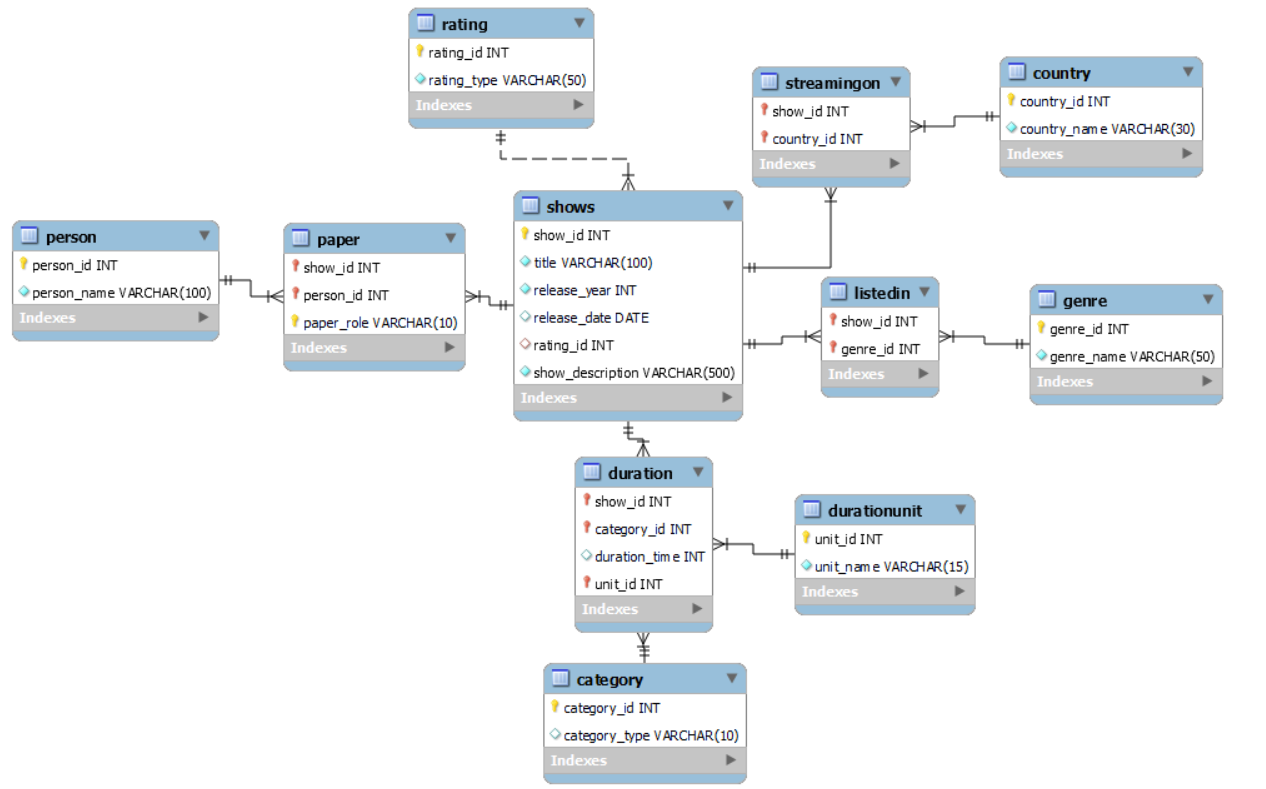 rating
rating_id INT
rating_type VARCHAR(50)
Indexes
streamingon
show_id INT
country_id INT
Indexes
country
country_id INT
country_name VARCHAR(30)
Indexes
person
person_id INT
person_name VARCHAR(100)
Indexes
paper
show_id INT
person_id INT
paper_role VARCHAR(10)
Indexes
shows
show_id INT
title VARCHAR(100)
release_year INT
release_date DATE
rating_id INT
show_description VARCHAR(500)
Indexes
listedin
show_id INT
genre_id INT
Indexes
genre
genre_id INT
genre_name VARCHAR(50)
Indexes
duration
show_id INT
category_id INT
duration_time INT
unit_id INT
Indexes
durationunit
unit_id INT
unit_name VARCHAR(15)
Indexes
category
category_id INT
category_type VARCHAR(10)
Indexes